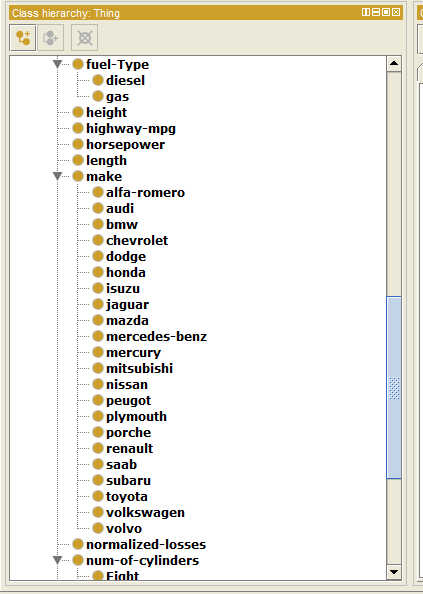 Class hierarchy: Thing
fuel-Type
diesel
gas
height
highway-mpg
horsepower
length
make
alfa-romero
audi
bmw
chevrolet
dodge
honda
isuzu
jaguar
mazda
mercedes-benz
mercury
mitsubishi
nissan
peugot
plymouth
porche
renault
saab
subaru
toyota
volkswagen
volvo
normalized-losses
num-of-cylinders
Eight